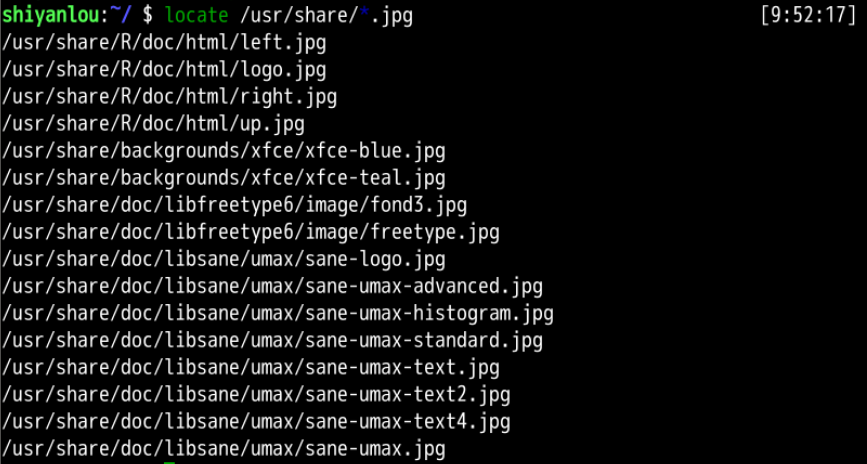 shiyanlou:~/ $ locate /usr/share/*.jpg [9:52:17]
/usr/share/R/doc/html/left.jpg
/usr/share/R/doc/html/logo.jpg
/usr/share/R/doc/html/right.jpg
/usr/share/R/doc/html/up.jpg
/usr/share/backgrounds/xfce/xfce-blue.jpg
/usr/share/backgrounds/xfce/xfce-teal.jpg
/usr/share/doc/libfreetype6/image/fond3.jpg
/usr/share/doc/libfreetype6/image/freetype.jpg
/usr/share/doc/libsane/umax/sane-logo.jpg
/usr/share/doc/libsane/umax/sane-umax-advanced.jpg
/usr/share/doc/libsane/umax/sane-umax-histogram.jpg
/usr/share/doc/libsane/umax/sane-umax-standard.jpg
/usr/share/doc/libsane/umax/sane-umax-text.jpg
/usr/share/doc/libsane/umax/sane-umax-text2.jpg
/usr/share/doc/libsane/umax/sane-umax-text4.jpg
/usr/share/doc/libsane/umax/sane-umax.jpg